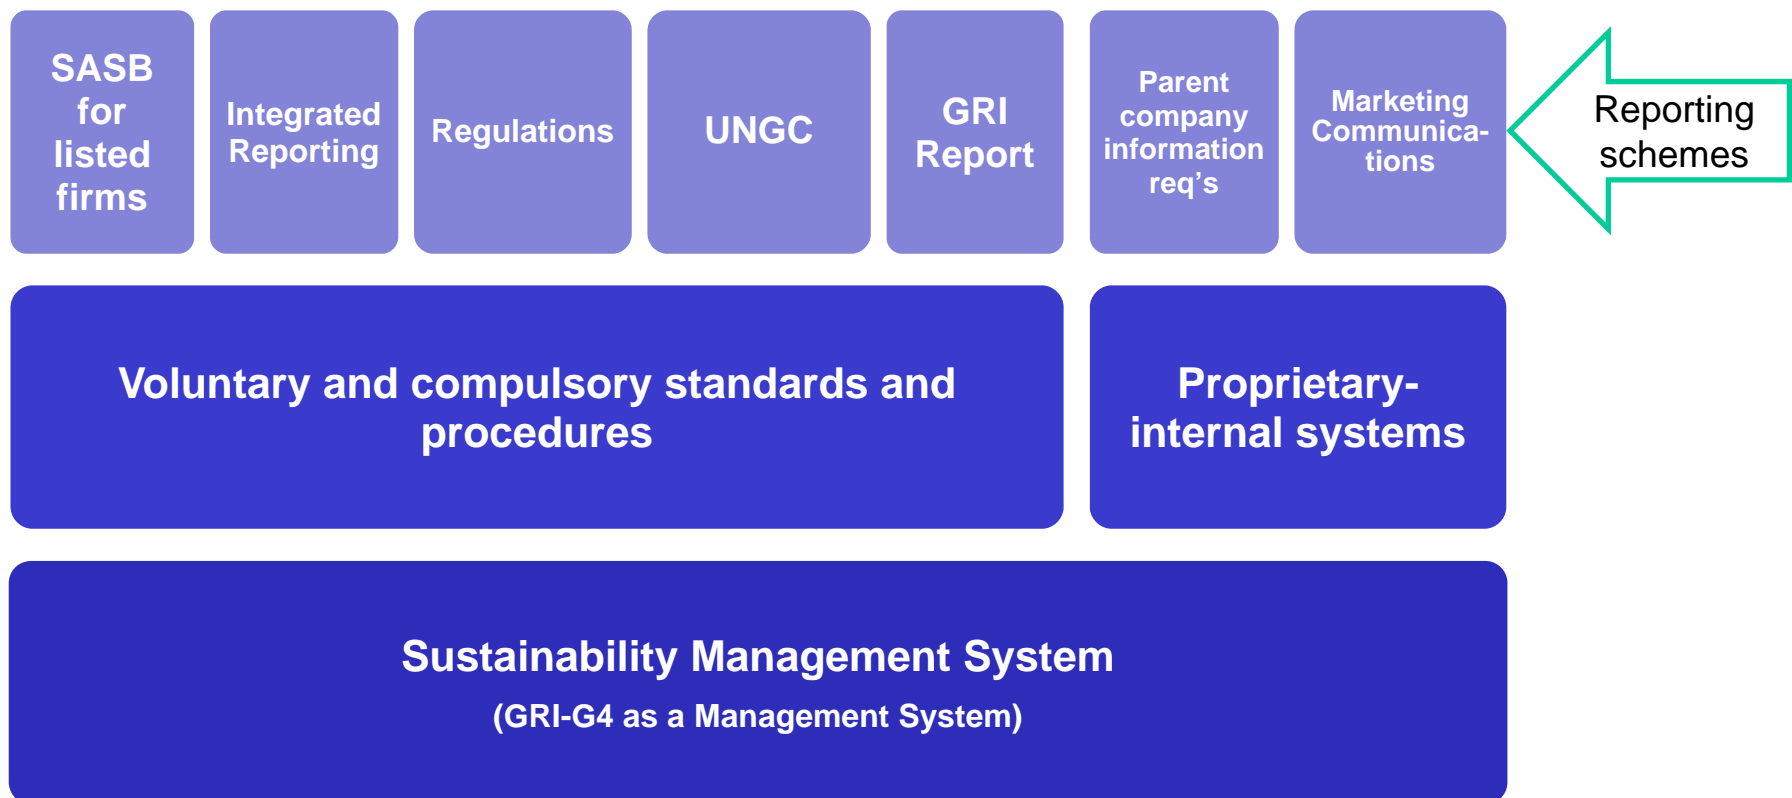 SASB
for
listed
firms
Integrated
Reporting
Regulations
UNGC
GRI
Report
Parent
company
information
req’s
Marketing
Communica-
tions
Reporting
schemes
Voluntary and compulsory standards and
procedures
Proprietary-
internal systems
Sustainability Management System
(GRI-G4 as a Management System)